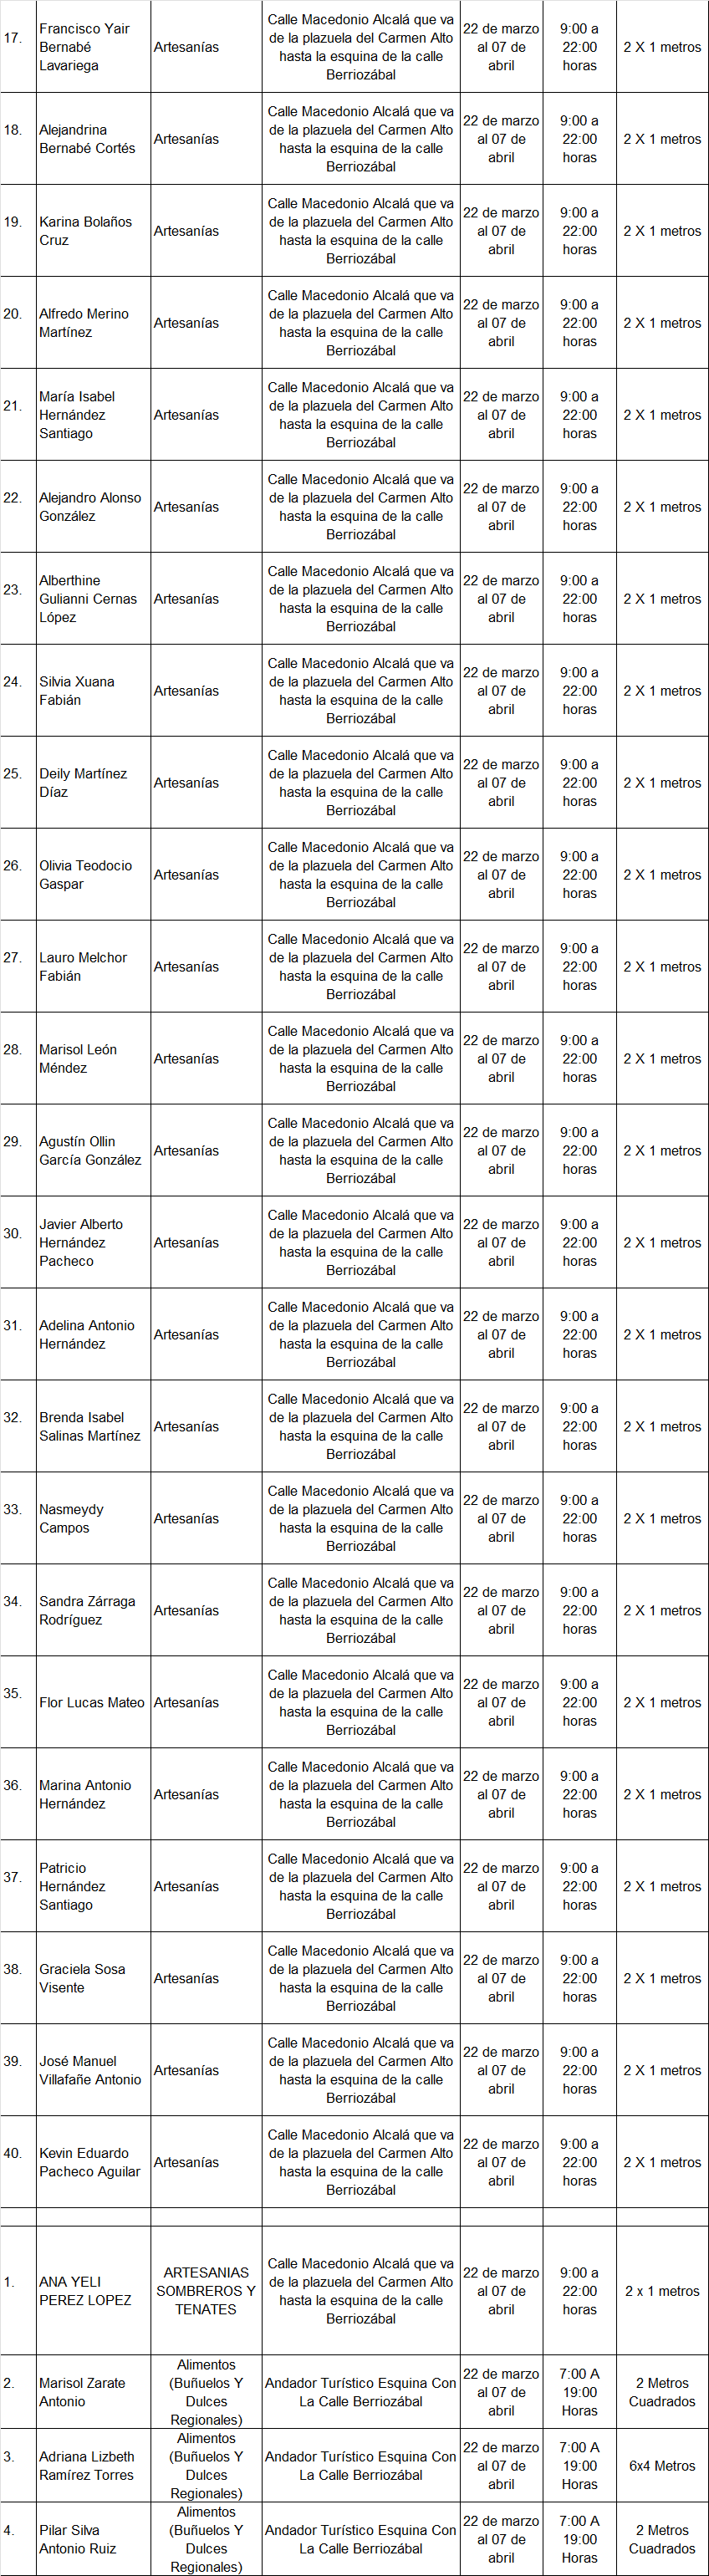 17. Francisco Yair Bernabé Lavariega Artesanías Calle Macedonio Alcalá que va de la plazuela del Carmen Alto hasta la esquina de la calle Berriozábal 22 de marzo al 07 de abril 9:00 a 22:00 horas 2 X 1 metros
18. Alejandrina Bernabé Cortés Artesanías Calle Macedonio Alcalá que va de la plazuela del Carmen Alto hasta la esquina de la calle Berriozábal 22 de marzo al 07 de abril 9:00 a 22:00 horas 2 X 1 metros
19. Karina Bolaños Cruz Artesanías Calle Macedonio Alcalá que va de la plazuela del Carmen Alto hasta la esquina de la calle Berriozábal 22 de marzo al 07 de abril 9:00 a 22:00 horas 2 X 1 metros
20. Alfredo Merino Martínez Artesanías Calle Macedonio Alcalá que va de la plazuela del Carmen Alto hasta la esquina de la calle Berriozábal 22 de marzo al 07 de abril 9:00 a 22:00 horas 2 X 1 metros
21. María Isabel Hernández Santiago Artesanías Calle Macedonio Alcalá que va de la plazuela del Carmen Alto hasta la esquina de la calle Berriozábal 22 de marzo al 07 de abril 9:00 a 22:00 horas 2 X 1 metros
22. Alejandro Alonso González Artesanías Calle Macedonio Alcalá que va de la plazuela del Carmen Alto hasta la esquina de la calle Berriozábal 22 de marzo al 07 de abril 9:00 a 22:00 horas 2 X 1 metros
23. Alberthine Gulianni Cernas López Artesanías Calle Macedonio Alcalá que va de la plazuela del Carmen Alto hasta la esquina de la calle Berriozábal 22 de marzo al 07 de abril 9:00 a 22:00 horas 2 X 1 metros
24. Silvia Xuana Fabián Artesanías Calle Macedonio Alcalá que va de la plazuela del Carmen Alto hasta la esquina de la calle Berriozábal 22 de marzo al 07 de abril 9:00 a 22:00 horas 2 X 1 metros
25. Deily Martínez Díaz Artesanías Calle Macedonio Alcalá que va de la plazuela del Carmen Alto hasta la esquina de la calle Berriozábal 22 de marzo al 07 de abril 9:00 a 22:00 horas 2 X 1 metros
26. Olivia Teodocio Gaspar Artesanías Calle Macedonio Alcalá que va de la plazuela del Carmen Alto hasta la esquina de la calle Berriozábal 22 de marzo al 07 de abril 9:00 a 22:00 horas 2 X 1 metros
27. Lauro Melchor Fabián Artesanías Calle Macedonio Alcalá que va de la plazuela del Carmen Alto hasta la esquina de la calle Berriozábal 22 de marzo al 07 de abril 9:00 a 22:00 horas 2 X 1 metros
28. Marisol León Méndez Artesanías Calle Macedonio Alcalá que va de la plazuela del Carmen Alto hasta la esquina de la calle Berriozábal 22 de marzo al 07 de abril 9:00 a 22:00 horas 2 X 1 metros
29. Agustín Ollin García González Artesanías Calle Macedonio Alcalá que va de la plazuela del Carmen Alto hasta la esquina de la calle Berriozábal 22 de marzo al 07 de abril 9:00 a 22:00 horas 2 X 1 metros
30. Javier Alberto Hernández Pacheco Artesanías Calle Macedonio Alcalá que va de la plazuela del Carmen Alto hasta la esquina de la calle Berriozábal 22 de marzo al 07 de abril 9:00 a 22:00 horas 2 X 1 metros
31. Adelina Antonio Hernández Artesanías Calle Macedonio Alcalá que va de la plazuela del Carmen Alto hasta la esquina de la calle Berriozábal 22 de marzo al 07 de abril 9:00 a 22:00 horas 2 X 1 metros
32. Brenda Isabel Salinas Martínez Artesanías Calle Macedonio Alcalá que va de la plazuela del Carmen Alto hasta la esquina de la calle Berriozábal 22 de marzo al 07 de abril 9:00 a 22:00 horas 2 X 1 metros
33. Nasmeydy Campos Artesanías Calle Macedonio Alcalá que va de la plazuela del Carmen Alto hasta la esquina de la calle Berriozábal 22 de marzo al 07 de abril 9:00 a 22:00 horas 2 X 1 metros
34. Sandra Zárraga Rodríguez Artesanías Calle Macedonio Alcalá que va de la plazuela del Carmen Alto hasta la esquina de la calle Berriozábal 22 de marzo al 07 de abril 9:00 a 22:00 horas 2 X 1 metros
35. Flor Lucas Mateo Artesanías Calle Macedonio Alcalá que va de la plazuela del Carmen Alto hasta la esquina de la calle Berriozábal 22 de marzo al 07 de abril 9:00 a 22:00 horas 2 X 1 metros
36. Marina Antonio Hernández Artesanías Calle Macedonio Alcalá que va de la plazuela del Carmen Alto hasta la esquina de la calle Berriozábal 22 de marzo al 07 de abril 9:00 a 22:00 horas 2 X 1 metros
37. Patricio Hernández Santiago Artesanías Calle Macedonio Alcalá que va de la plazuela del Carmen Alto hasta la esquina de la calle Berriozábal 22 de marzo al 07 de abril 9:00 a 22:00 horas 2 X 1 metros
38. Graciela Sosa Visente Artesanías Calle Macedonio Alcalá que va de la plazuela del Carmen Alto hasta la esquina de la calle Berriozábal 22 de marzo al 07 de abril 9:00 a 22:00 horas 2 X 1 metros
39. José Manuel Villafañe Antonio Artesanías Calle Macedonio Alcalá que va de la plazuela del Carmen Alto hasta la esquina de la calle Berriozábal 22 de marzo al 07 de abril 9:00 a 22:00 horas 2 X 1 metros
40. Kevin Eduardo Pacheco Aguilar Artesanías Calle Macedonio Alcalá que va de la plazuela del Carmen Alto hasta la esquina de la calle Berriozábal 22 de marzo al 07 de abril 9:00 a 22:00 horas 2 X 1 metros
1. ANA YELI PEREZ LOPEZ ARTESANIAS SOMBREROS Y TENATES Calle Macedonio Alcalá que va de la plazuela del Carmen Alto hasta la esquina de la calle Berriozábal 22 de marzo al 07 de abril 9:00 a 22:00 horas 2 x 1 metros
2. Marisol Zarate Antonio Alimentos (Buñuelos Y Dulces Regionales) Andador Turístico Esquina Con La Calle Berriozábal 22 de marzo al 07 de abril 7:00 A 19:00 Horas 2 Metros Cuadrados
3. Adriana Lizbeth Ramírez Torres Alimentos (Buñuelos Y Dulces Regionales) Andador Turístico Esquina Con La Calle Berriozábal 22 de marzo al 07 de abril 7:00 A 19:00 Horas 6x4 Metros
4. Pilar Silva Antonio Ruiz Alimentos (Buñuelos Y Dulces Regionales) Andador Turístico Esquina Con La Calle Berriozábal 22 de marzo al 07 de abril 7:00 A 19:00 Horas 2 Metros Cuadrados